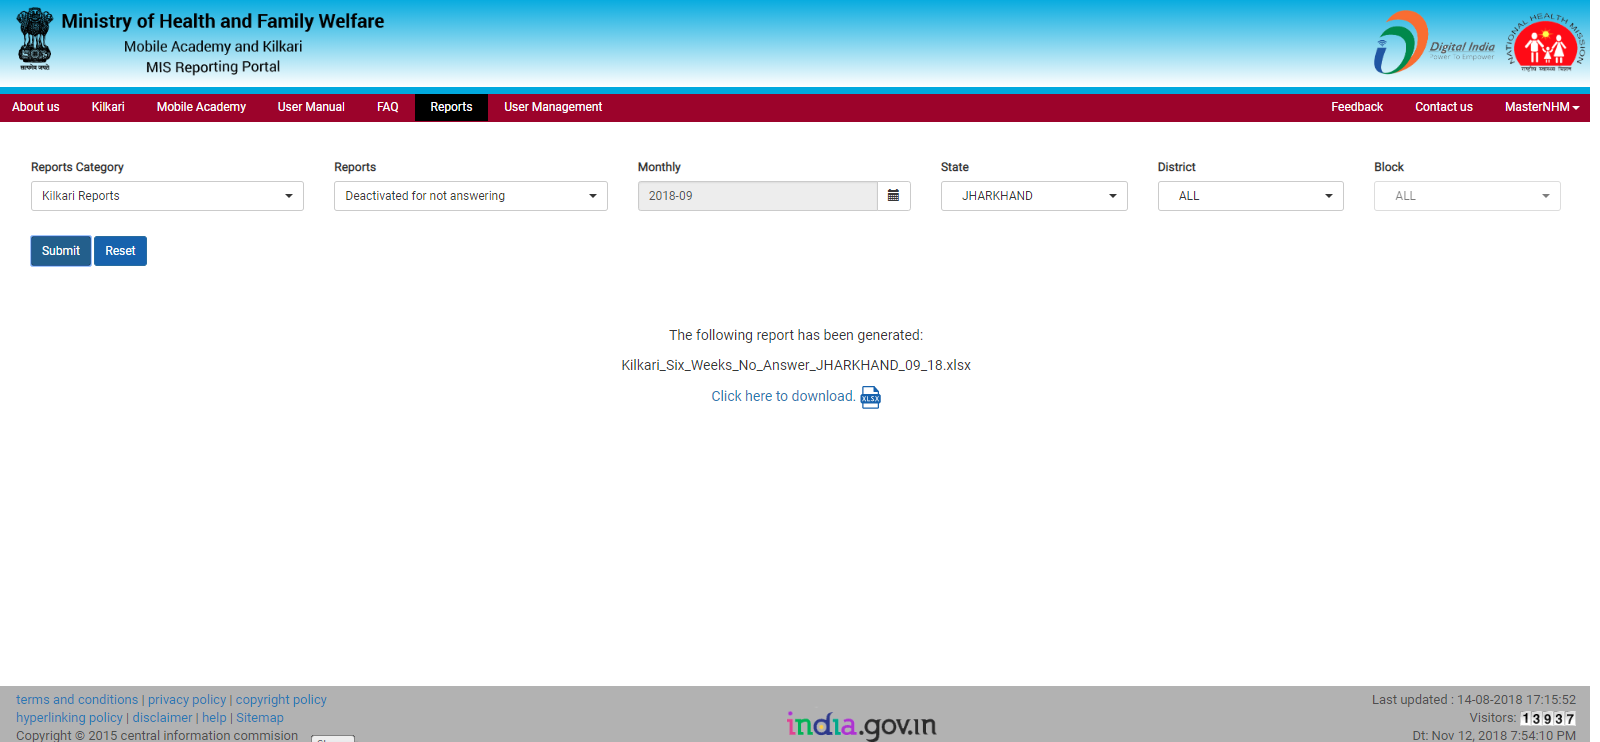 Ministry of Health and Family Welfare
Mobile Academy and Kilkari
MIS Reporting Portal
सत्यमेव जयते
Digital India
Power To Empower
NATIONAL HEALTH MISSION
About us Kilkari Mobile Academy User Manual FAQ Reports User Management Feedback Contact us MasterNHM
Reports Category Reports Monthly State District Block
Kilkari Reports Deactivated for not answering 2018-09 JHARKHAND ALL ALL
Submit Reset
The following report has been generated:
Kilkari_Six_Weeks_No_Answer_JHARKHAND_09_18.xlsx
Click here to download. XLSX
terms and conditions | privacy policy | copyright policy
hyperlinking policy | disclaimer | help | Sitemap
Copyright © 2015 central information commision
india.gov.in
Last updated : 14-08-2018 17:15:52
Visitors: 13937
Dt: Nov 12, 2018 7:54:10 PM